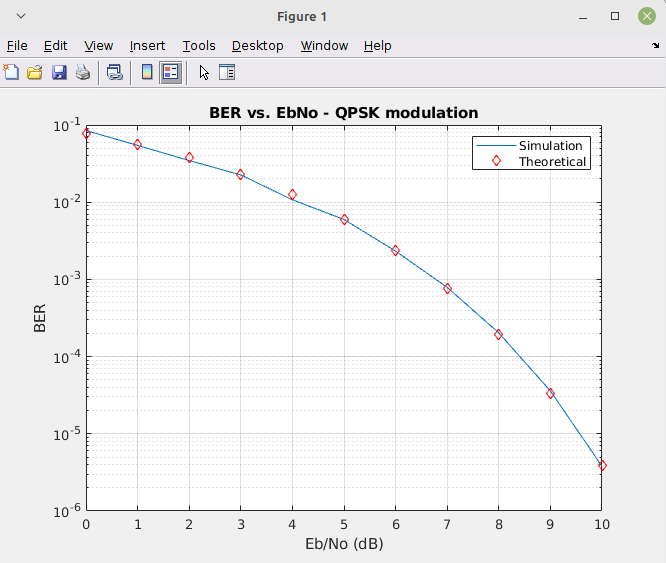 Figure 1
File Edit View Insert Tools Desktop Window Help
BER vs. EbNo - QPSK modulation
10^-1
10^-2
10^-3
10^-4
10^-5
10^-6
BER
Simulation
Theoretical
0 1 2 3 4 5 6 7 8 9 10
Eb/No (dB)